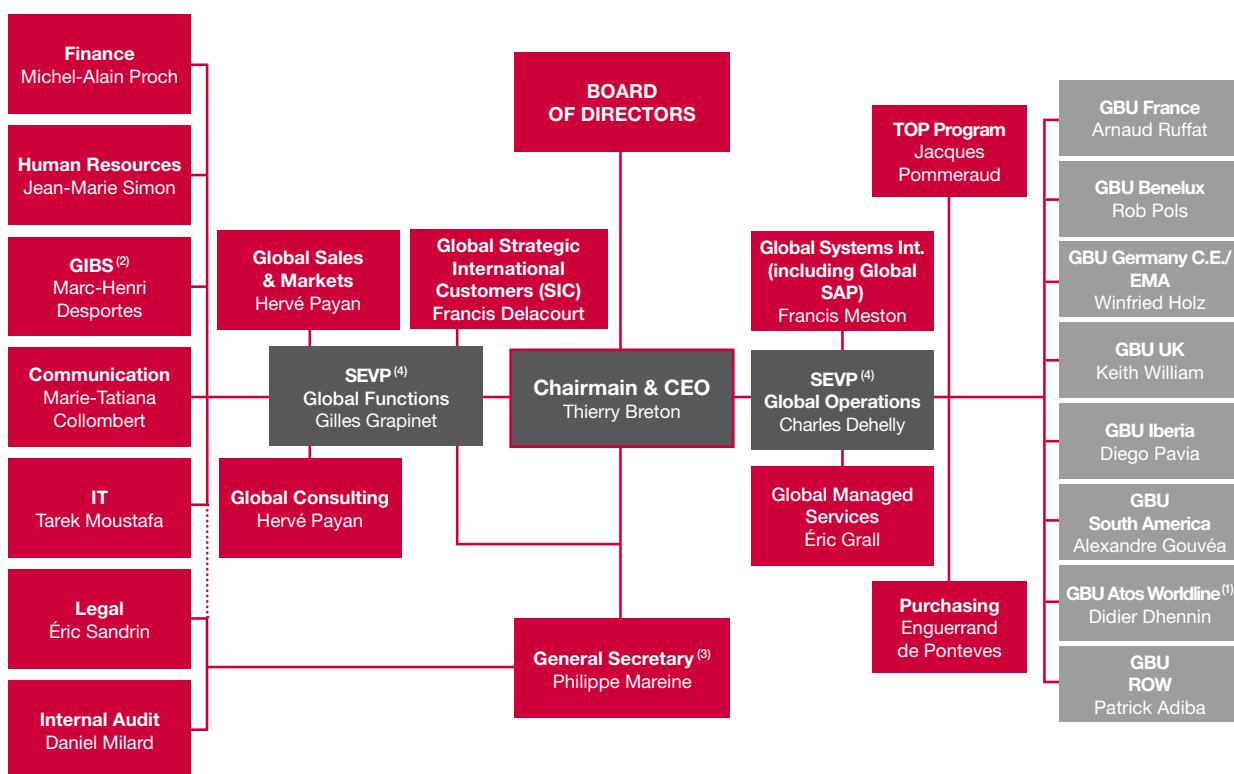 Finance
Michel-Alain Proch
Human Resources
Jean-Marie Simon
GIBS (2)
Marc-Henri
Desportes
Communication
Marie-Tatiana
Collombert
IT
Tarek Moustafa
Legal
Éric Sandrin
Internal Audit
Daniel Milard
Global Sales
& Markets
Hervé Payan
SEVP (4)
Global Functions
Gilles Grapinet
Global Consulting
Hervé Payan
Global Strategic
International
Customers (SIC)
Francis Delacourt
BOARD
OF DIRECTORS
Chairmain & CEO
Thierry Breton
General Secretary (3)
Philippe Mareine
Global Systems Int.
(including Global
SAP)
Francis Meston
SEVP (4)
Global Operations
Charles Dehelly
Global Managed
Services
Éric Grall
TOP Program
Jacques
Pommeraud
Purchasing
Enguerrand
de Ponteves
GBU France
Arnaud Ruffat
GBU Benelux
Rob Pols
GBU Germany C.E./
EMA
Winfried Holz
GBU UK
Keith William
GBU Iberia
Diego Pavia
GBU
South America
Alexandre Gouvéa
GBU Atos Worldline (1)
Didier Dhennin
GBU
ROW
Patrick Adiba